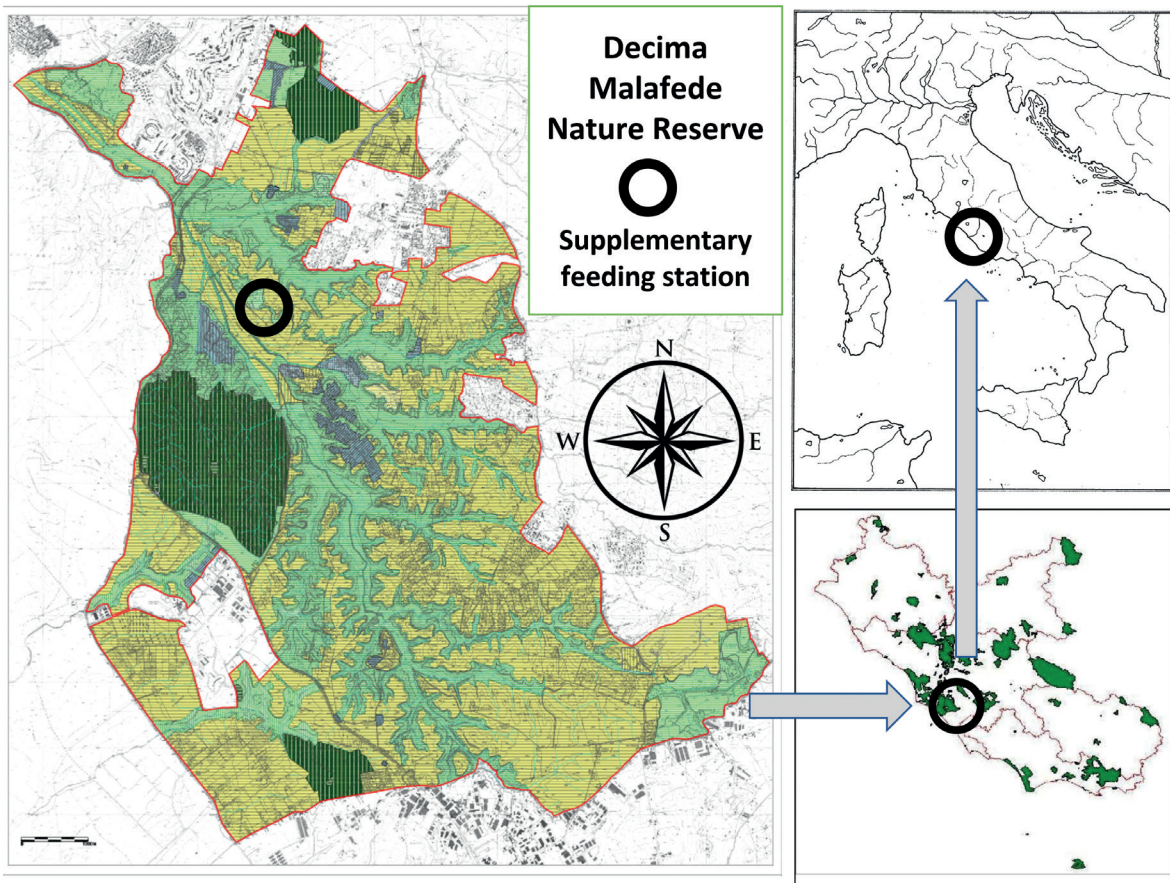 Decima
Malafede
Nature Reserve
Supplementary
feeding station
N
W
E
S